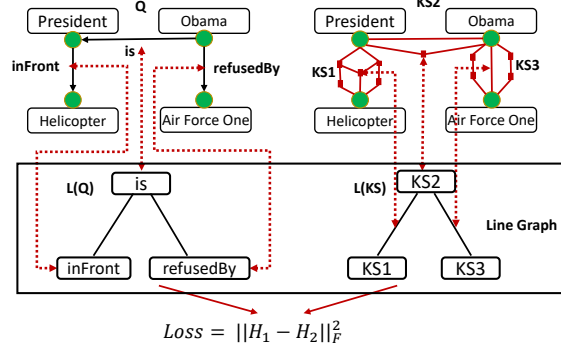 Q
KS2
President
Obama
President
Obama
is
inFront
refusedBy
KS1
KS3
Helicopter
Air Force One
Helicopter
Air Force One
L(Q)
is
L(KS)
KS2
Line Graph
inFront
refusedBy
KS1
KS3
Loss = ||H₁ − H₂||²_F